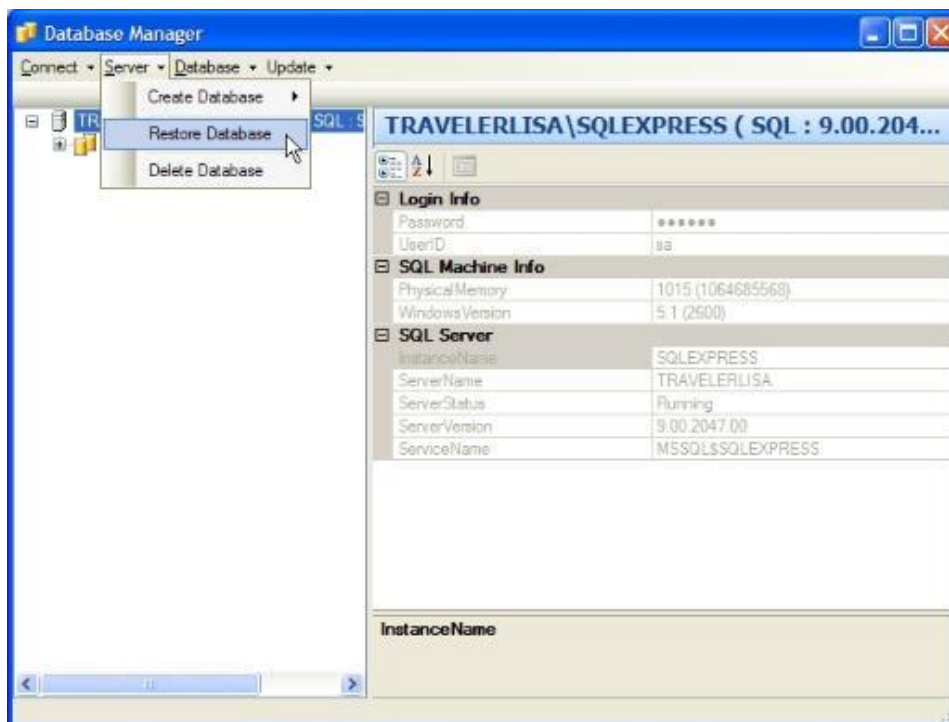 Database Manager
Connect Server Database Update
Create Database
TR SQL : S
Restore Database
Delete Database
TRAVELERLISA\SQLEXPRESS ( SQL : 9.00.204...
Login Info
Password ●●●●●●
UserID sa
SQL Machine Info
PhysicalMemory 1015 (1064685568)
WindowsVersion 5.1 (2600)
SQL Server
InstanceName SQLEXPRESS
ServerName TRAVELERLISA
ServerStatus Running
ServerVersion 9.00.2047.00
ServiceName MSSQL$SQLEXPRESS
InstanceName